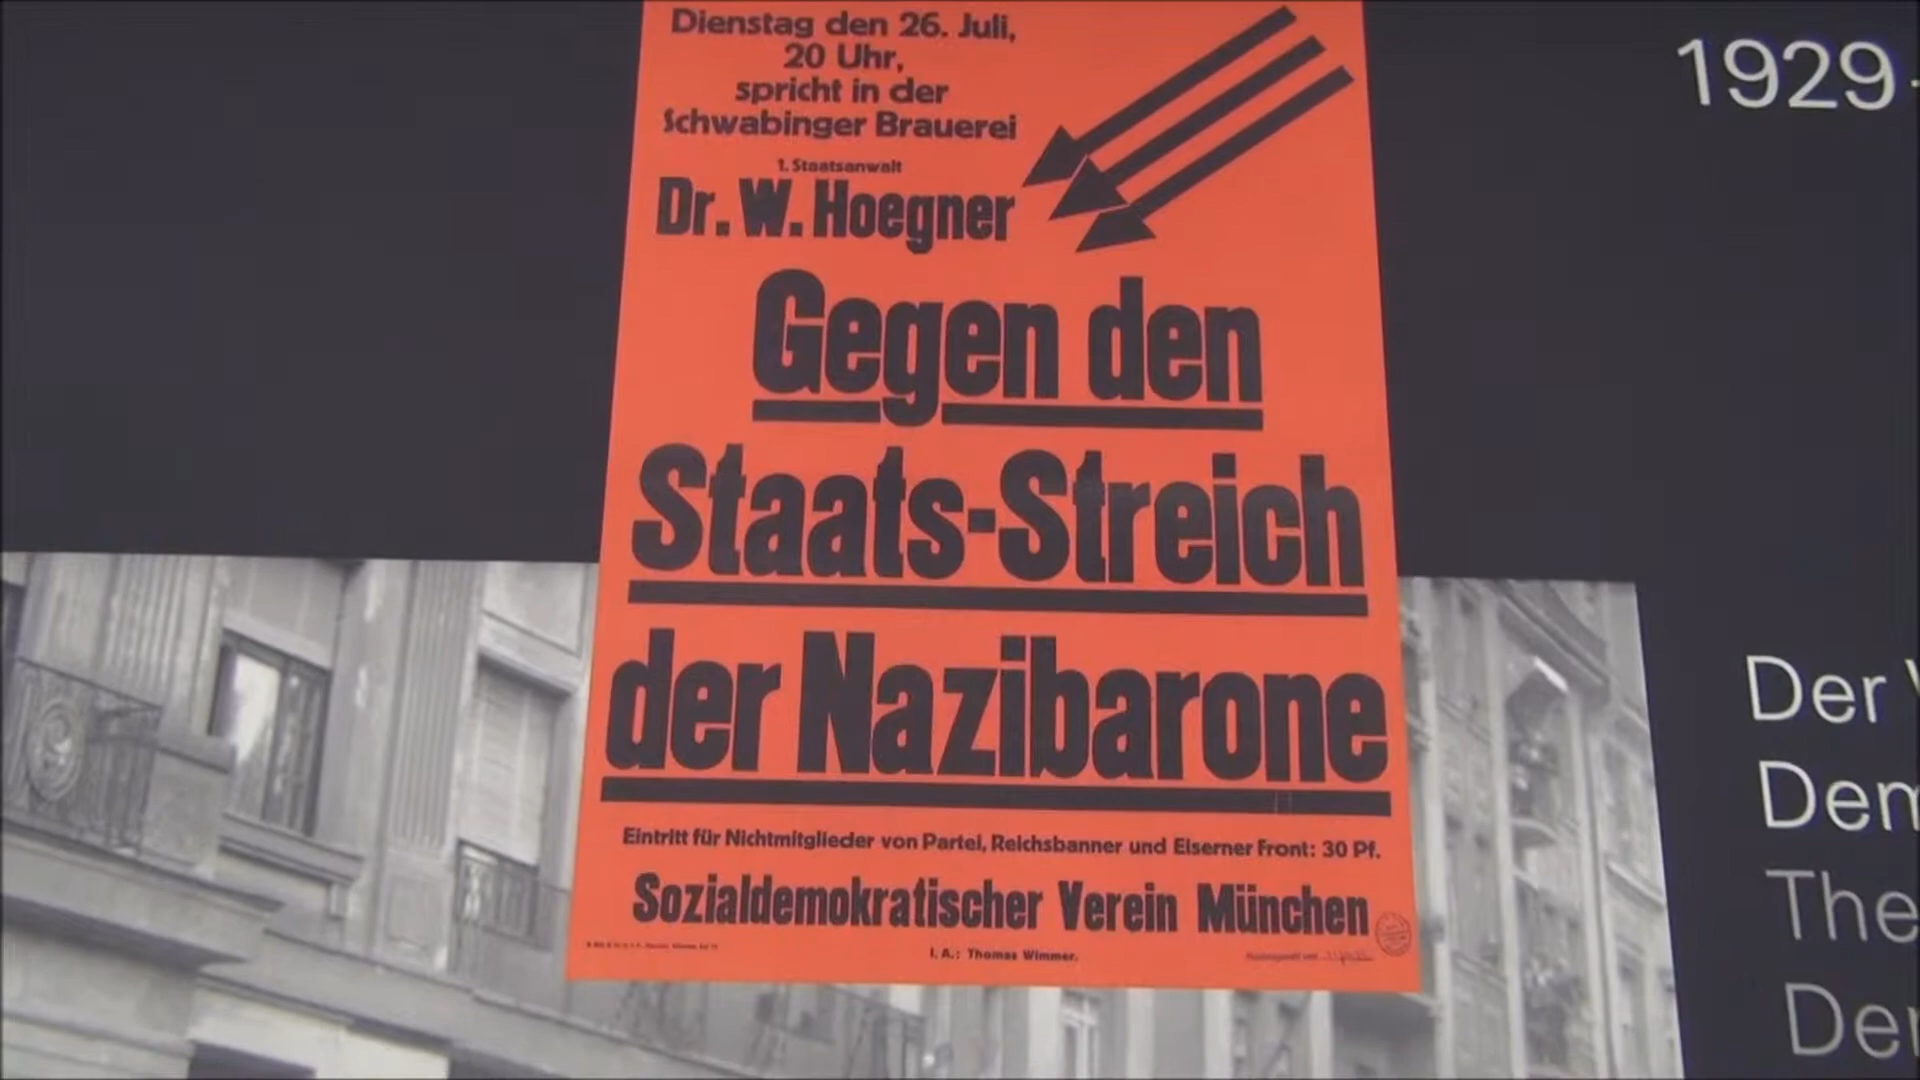 Dienstag den 26. Juli,
20 Uhr,
spricht in der
Schwabinger Brauerei
1. Staatsanwalt
Dr. W. Hoegner
Gegen den
Staats-Streich
der Nazibarone
Eintritt für Nichtmitglieder von Partei, Reichsbanner und Eiserner Front: 30 Pf.
Sozialdemokratischer Verein München
I. A.: Thomas Wimmer.
1929-
Der
Dem
The
De